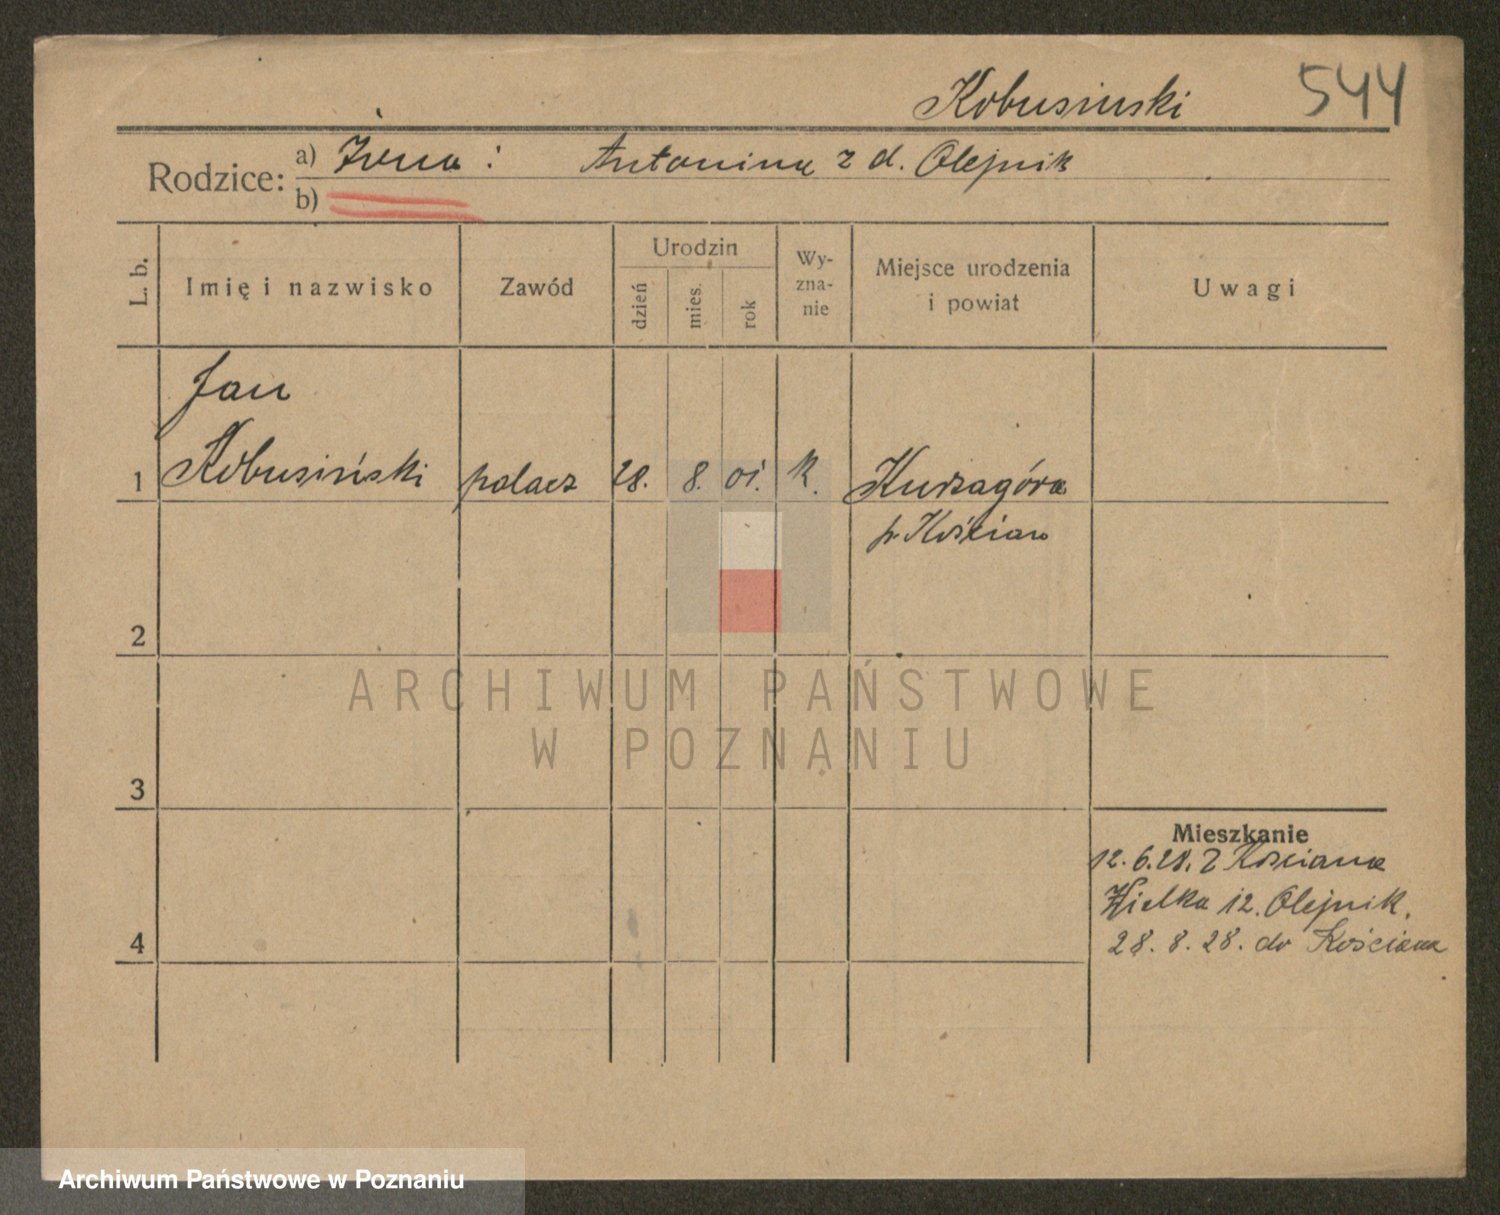 Kobusinski 544
Rodzice: a) Żona: Antonina z d. Olejnik
b)
L. b. Imię i nazwisko Zawód Urodzin dzień mies. rok Wy-zna-nie Miejsce urodzenia i powiat Uwagi
Jan
1 Kobusiński palacz 28. 8. 01. k. Kurzagóra
p. Kościan
2
ARCHIWUM PAŃSTWOWE
W POZNANIU
3
Mieszkanie
12.6.28. Z Kościana
Wielka 12. Olejnik.
4 28. 8. 28. do Kościana
Archiwum Państwowe w Poznaniu